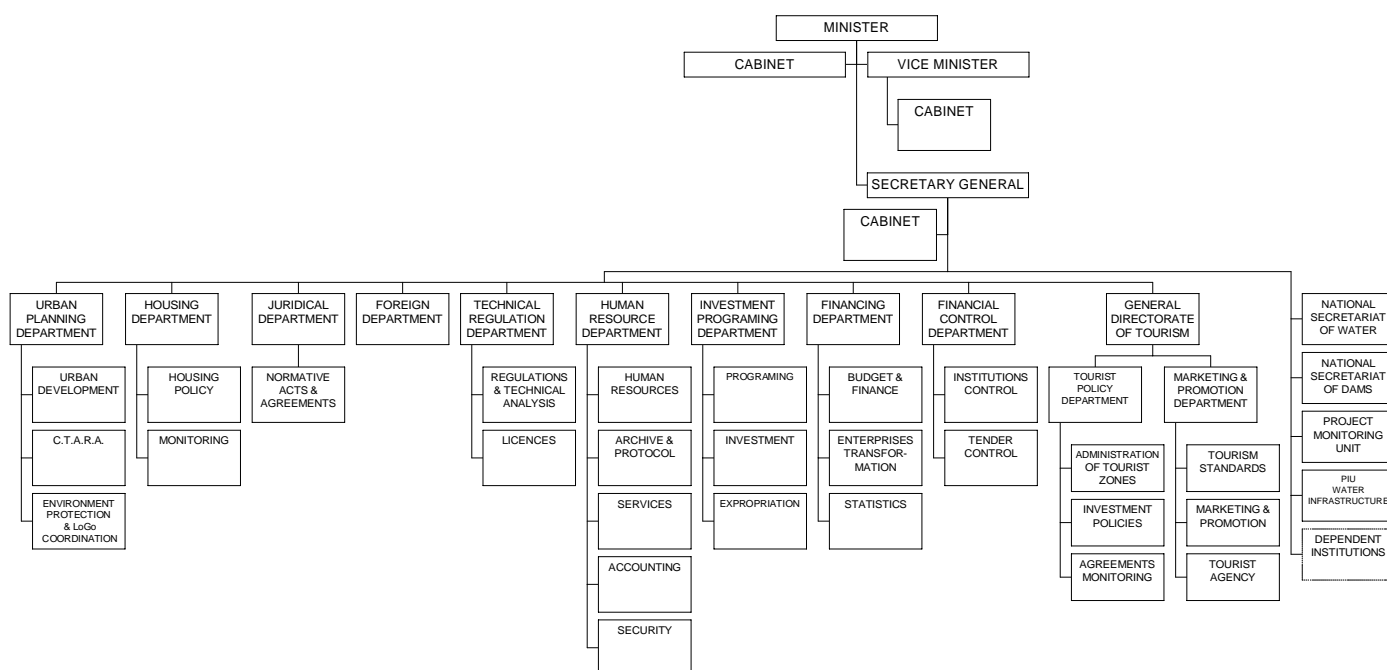 MINISTER
CABINET
VICE MINISTER
CABINET
SECRETARY GENERAL
CABINET
URBAN
PLANNING
DEPARTMENT
HOUSING
DEPARTMENT
JURIDICAL
DEPARTMENT
FOREIGN
DEPARTMENT
TECHNICAL
REGULATION
DEPARTMENT
HUMAN
RESOURCE
DEPARTMENT
INVESTMENT
PROGRAMING
DEPARTMENT
FINANCING
DEPARTMENT
FINANCIAL
CONTROL
DEPARTMENT
GENERAL
DIRECTORATE
OF TOURISM
NATIONAL
SECRETARIAT
OF WATER
URBAN
DEVELOPMENT
C.T.A.R.A.
ENVIRONMENT
PROTECTION
& LoGo
COORDINATION
HOUSING
POLICY
MONITORING
NORMATIVE
ACTS &
AGREEMENTS
REGULATIONS
& TECHNICAL
ANALYSIS
LICENCES
HUMAN
RESOURCES
ARCHIVE &
PROTOCOL
SERVICES
ACCOUNTING
SECURITY
PROGRAMING
INVESTMENT
EXPROPRIATION
BUDGET &
FINANCE
ENTERPRISES
TRANSFOR-
MATION
STATISTICS
INSTITUTIONS
CONTROL
TENDER
CONTROL
TOURIST
POLICY
DEPARTMENT
ADMINISTRATION
OF TOURIST
ZONES
INVESTMENT
POLICIES
AGREEMENTS
MONITORING
MARKETING &
PROMOTION
DEPARTMENT
TOURISM
STANDARDS
MARKETING &
PROMOTION
TOURIST
AGENCY
NATIONAL
SECRETARIAT
OF DAMS
PROJECT
MONITORING
UNIT
PIU
WATER
INFRASTRUCTURE
DEPENDENT
INSTITUTIONS